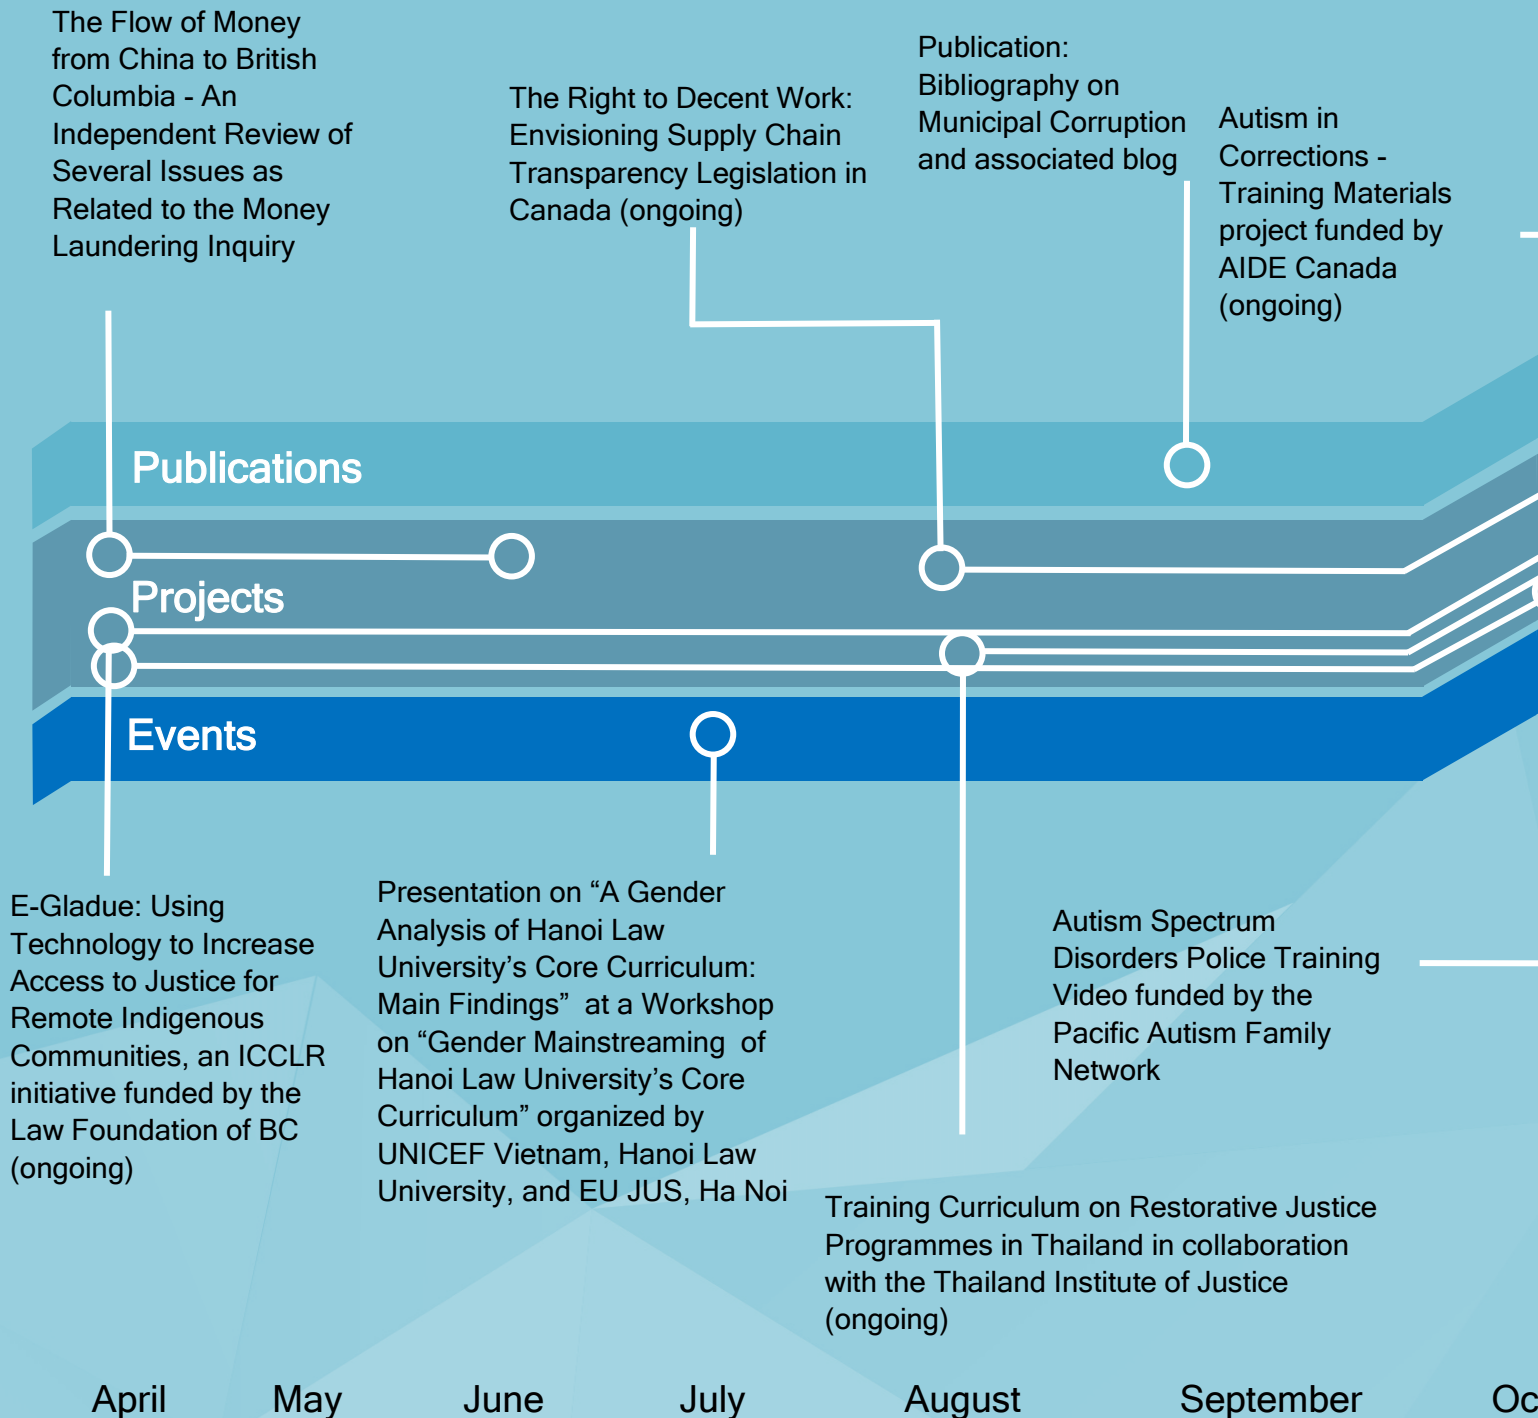 The Flow of Money
from China to British
Columbia - An
Independent Review of
Several Issues as
Related to the Money
Laundering Inquiry
The Right to Decent Work:
Envisioning Supply Chain
Transparency Legislation in
Canada (ongoing)
Publication:
Bibliography on
Municipal Corruption
and associated blog
Autism in
Corrections -
Training Materials
project funded by
AIDE Canada
(ongoing)
Publications
Projects
Events
E-Gladue: Using
Technology to Increase
Access to Justice for
Remote Indigenous
Communities, an ICCLR
initiative funded by the
Law Foundation of BC
(ongoing)
Presentation on “A Gender
Analysis of Hanoi Law
University’s Core Curriculum:
Main Findings” at a Workshop
on “Gender Mainstreaming of
Hanoi Law University’s Core
Curriculum” organized by
UNICEF Vietnam, Hanoi Law
University, and EU JUS, Ha Noi
Autism Spectrum
Disorders Police Training
Video funded by the
Pacific Autism Family
Network
Training Curriculum on Restorative Justice
Programmes in Thailand in collaboration
with the Thailand Institute of Justice
(ongoing)
April May June July August September